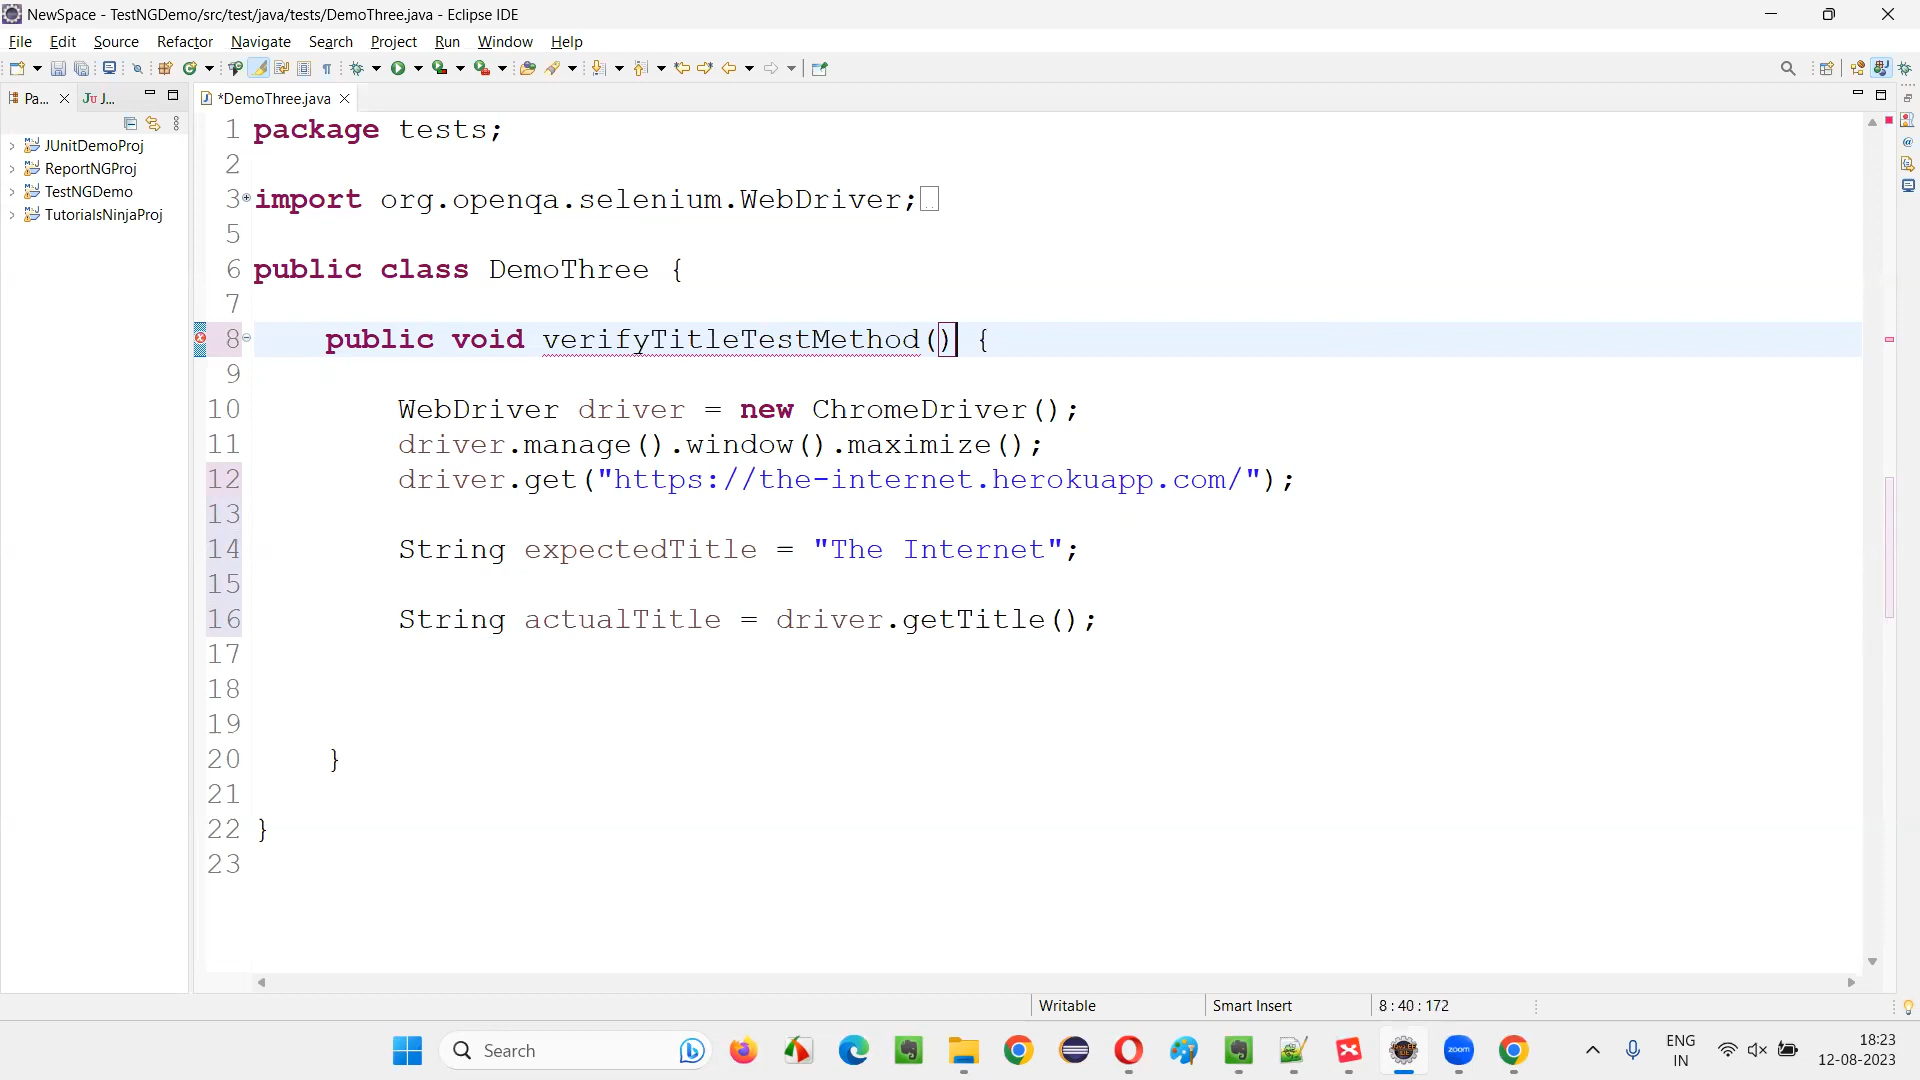 NewSpace - TestNGDemo/src/test/java/tests/DemoThree.java - Eclipse IDE
File Edit Source Refactor Navigate Search Project Run Window Help
Pa... J... *DemoThree.java
JUnitDemoProj
ReportNGProj
TestNGDemo
TutorialsNinjaProj
1 package tests;
2
3 import org.openqa.selenium.WebDriver;
5
6 public class DemoThree {
7
8 public void verifyTitleTestMethod() {
9
10 WebDriver driver = new ChromeDriver();
11 driver.manage().window().maximize();
12 driver.get("https://the-internet.herokuapp.com/");
13
14 String expectedTitle = "The Internet";
15
16 String actualTitle = driver.getTitle();
17
18
19
20 }
21
22 }
23
Writable Smart Insert 8 : 40 : 172
Search
zoom
ENG
IN
18:23
12-08-2023